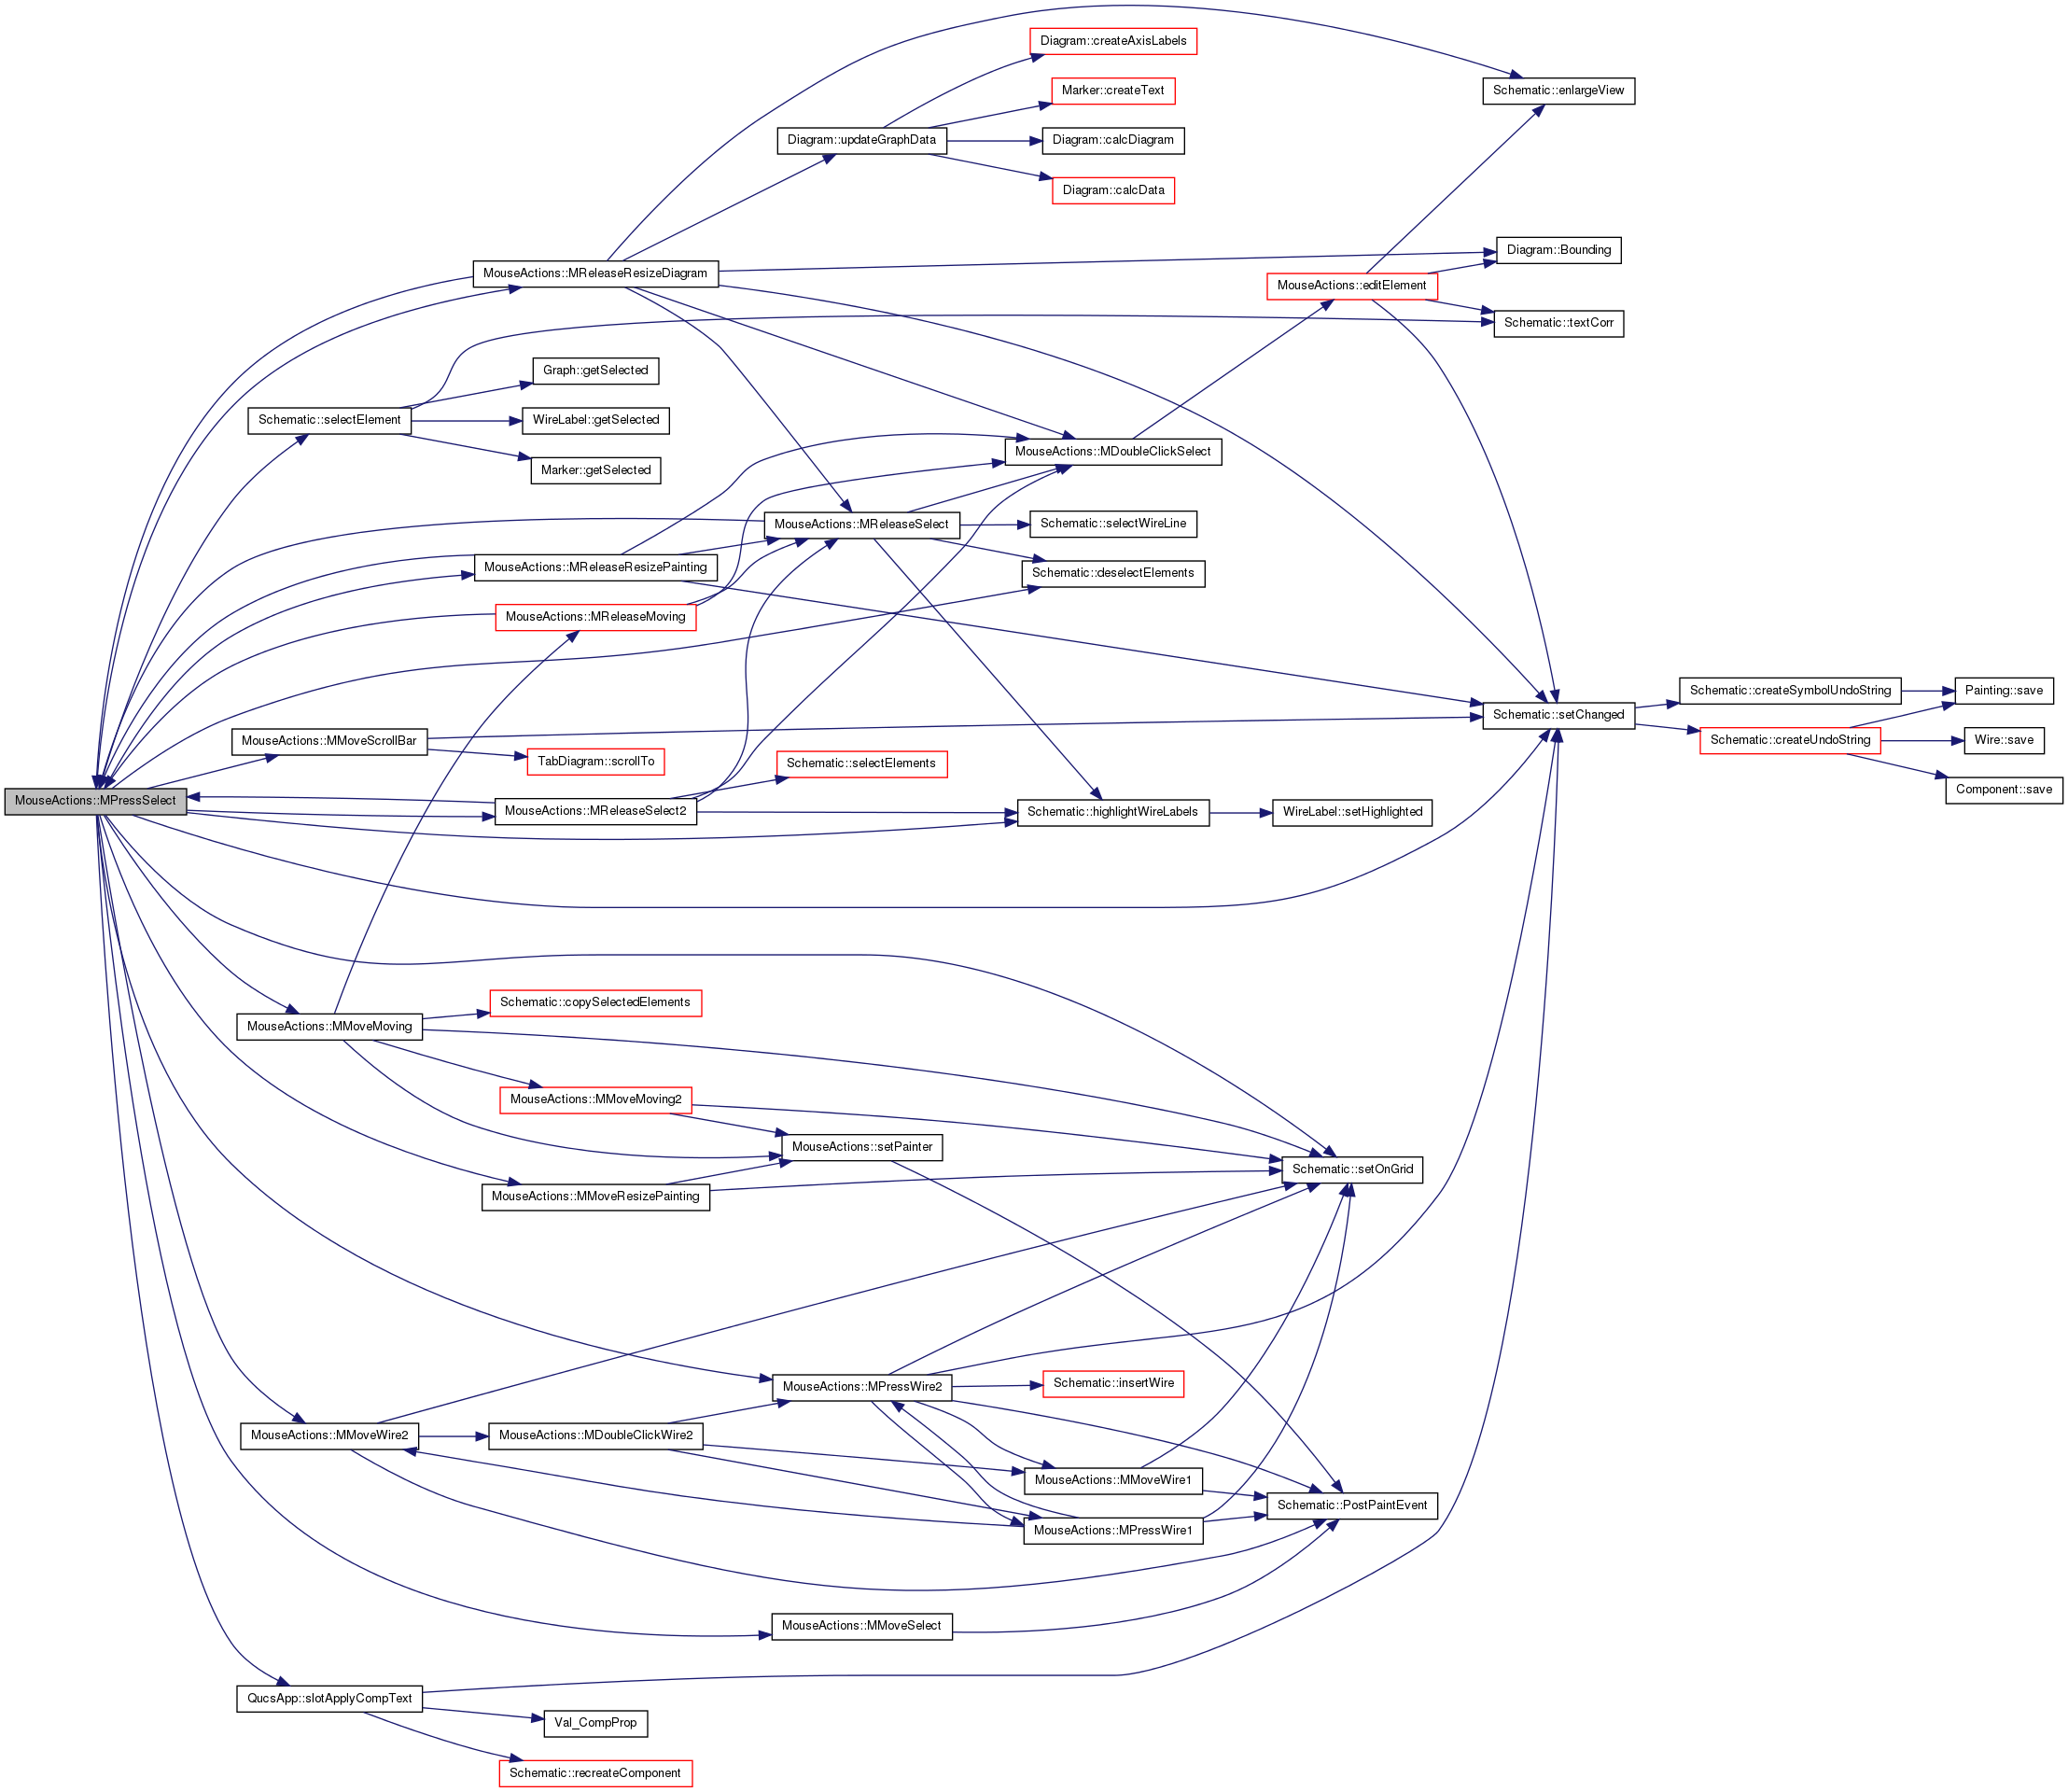 Diagram::createAxisLabels
Schematic::enlargeView
Marker::createText
Diagram::updateGraphData
Diagram::calcDiagram
Diagram::calcData
Diagram::Bounding
MouseActions::MReleaseResizeDiagram
MouseActions::editElement
Schematic::textCorr
Graph::getSelected
Schematic::selectElement
WireLabel::getSelected
MouseActions::MDoubleClickSelect
Marker::getSelected
MouseActions::MReleaseSelect
Schematic::selectWireLine
MouseActions::MReleaseResizePainting
Schematic::deselectElements
MouseActions::MReleaseMoving
Schematic::createSymbolUndoString
Painting::save
Schematic::setChanged
MouseActions::MMoveScrollBar
Schematic::createUndoString
Wire::save
TabDiagram::scrollTo
Schematic::selectElements
Component::save
MouseActions::MPressSelect
MouseActions::MReleaseSelect2
Schematic::highlightWireLabels
WireLabel::setHighlighted
Schematic::copySelectedElements
MouseActions::MMoveMoving
MouseActions::MMoveMoving2
MouseActions::setPainter
Schematic::setOnGrid
MouseActions::MMoveResizePainting
MouseActions::MPressWire2
Schematic::insertWire
MouseActions::MMoveWire2
MouseActions::MDoubleClickWire2
MouseActions::MMoveWire1
Schematic::PostPaintEvent
MouseActions::MPressWire1
MouseActions::MMoveSelect
QucsApp::slotApplyCompText
Val_CompProp
Schematic::recreateComponent